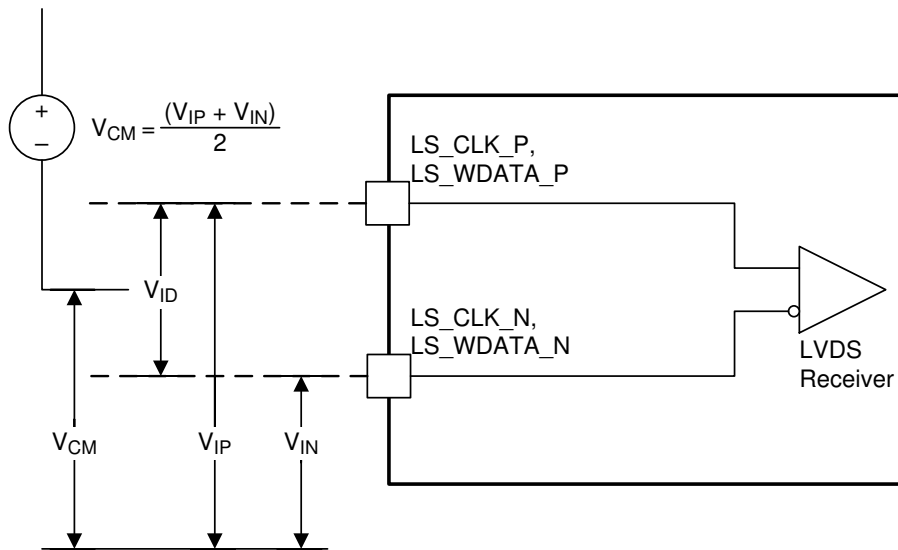 +
−
V_CM = (V_IP + V_IN)
2
LS_CLK_P,
LS_WDATA_P
V_ID
LS_CLK_N,
LS_WDATA_N
LVDS
Receiver
V_CM
V_IP
V_IN